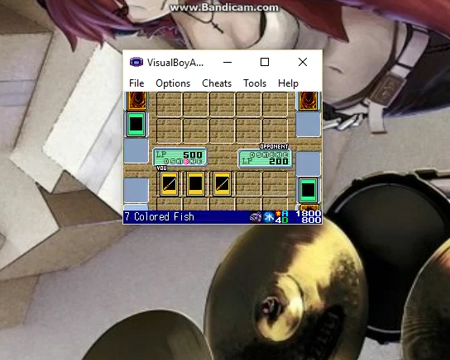 www.Bandicam.com
VisualBoyA...
File Options Cheats Tools Help
LP 500
YOU
OPPONENT
LP 200
7 Colored Fish
4
1800
800